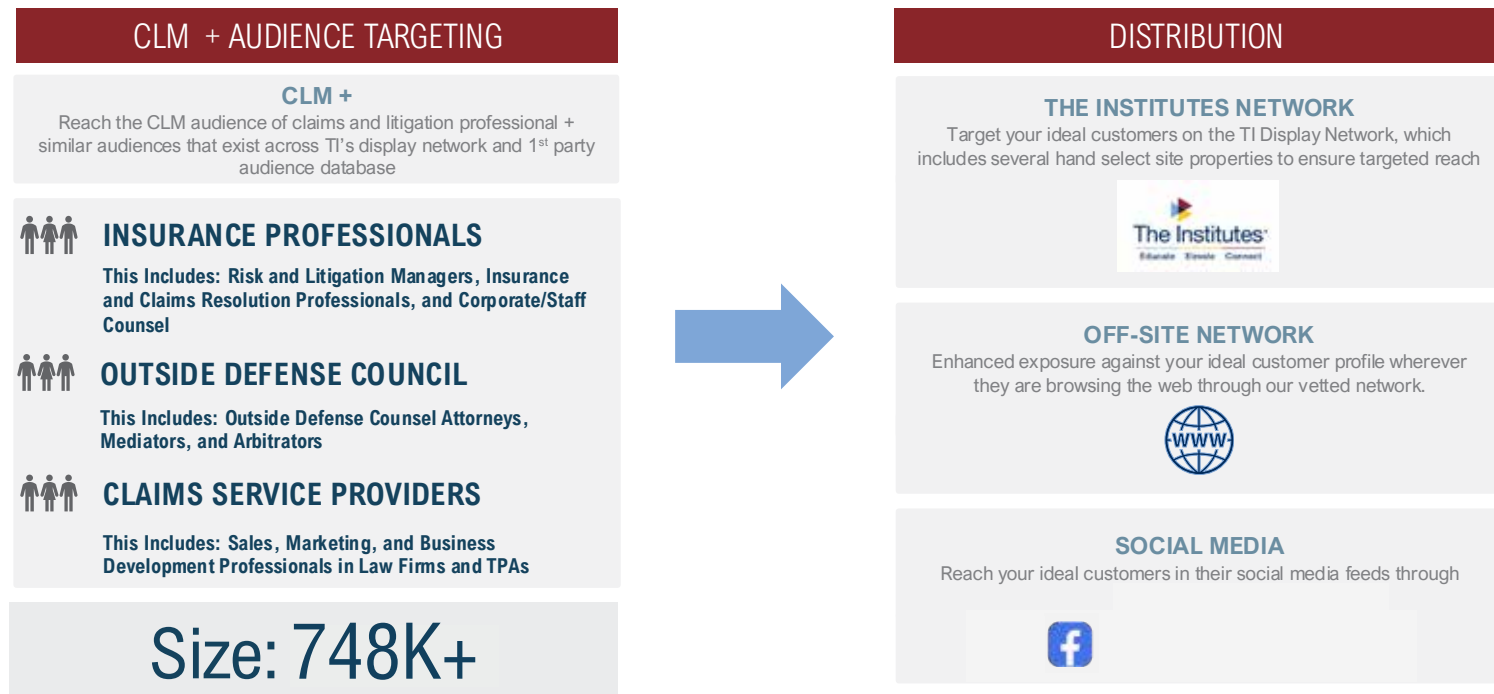 CLM + AUDIENCE TARGETING
CLM +
Reach the CLM audience of claims and litigation professional +
similar audiences that exist across TI's display network and 1st party
audience database
INSURANCE PROFESSIONALS
This Includes: Risk and Litigation Managers, Insurance
and Claims Resolution Professionals, and Corporate/Staff
Counsel
OUTSIDE DEFENSE COUNCIL
This Includes: Outside Defense Counsel Attorneys,
Mediators, and Arbitrators
CLAIMS SERVICE PROVIDERS
This Includes: Sales, Marketing, and Business
Development Professionals in Law Firms and TPAs
Size: 748K+
DISTRIBUTION
THE INSTITUTES NETWORK
Target your ideal customers on the TI Display Network, which
includes several hand select site properties to ensure targeted reach
The Institutes
Educate Elevate Connect
OFF-SITE NETWORK
Enhanced exposure against your ideal customer profile wherever
they are browsing the web through our vetted network.
WWW
SOCIAL MEDIA
Reach your ideal customers in their social media feeds through
f